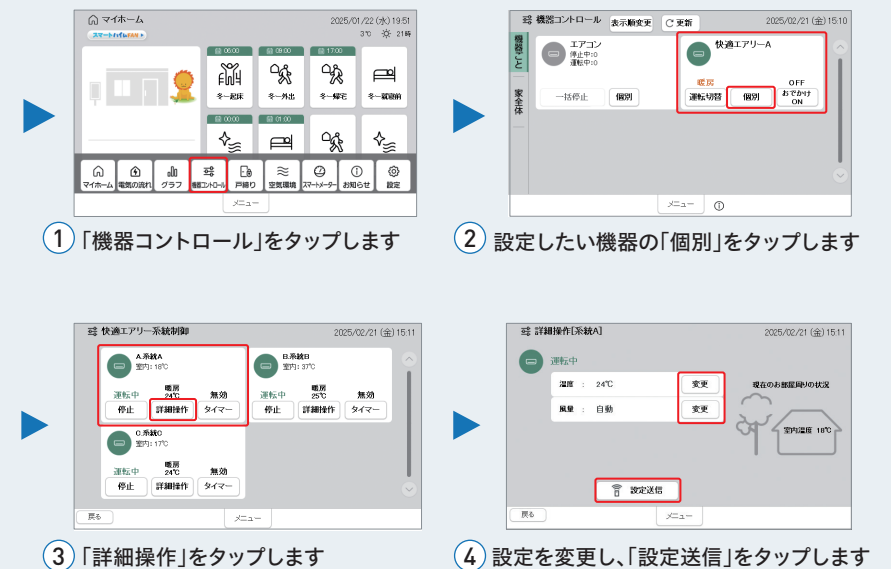 マイホーム
2025/01/22 (水) 19:51
スマートハイムFAN
3℃ 21時
06:00 09:00 17:00
冬ー起床 冬ー外出 冬ー帰宅 冬ー就寝前
00:00 01:00
マイホーム 電気の流れ グラフ 機器コントロール 戸締り 空気環境 スマートメーター お知らせ 設定
メニュー
1 「機器コントロール」をタップします
機器コントロール 表示順変更 更新 2025/02/21 (金) 15:10
機器ごと
家全体
エアコン
停止中:0
運転中:0
一括停止 個別
快適エアリーA
暖房 OFF
運転切替 個別 おでかけON
メニュー
2 設定したい機器の「個別」をタップします
快適エアリー系統制御 2025/02/21 (金) 15:11
A.系統A
室内: 18℃
運転中 暖房 24℃ 無効
停止 詳細操作 タイマー
B.系統B
室内: 37℃
運転中 暖房 25℃ 無効
停止 詳細操作 タイマー
C.系統C
室内: 17℃
運転中 暖房 24℃ 無効
停止 詳細操作 タイマー
戻る メニュー
3 「詳細操作」をタップします
詳細操作[系統A] 2025/02/21 (金) 15:11
運転中
温度 : 24℃ 変更
風量 : 自動 変更
現在のお部屋周りの状況
室内温度 18℃
設定送信
戻る メニュー
4 設定を変更し、「設定送信」をタップします